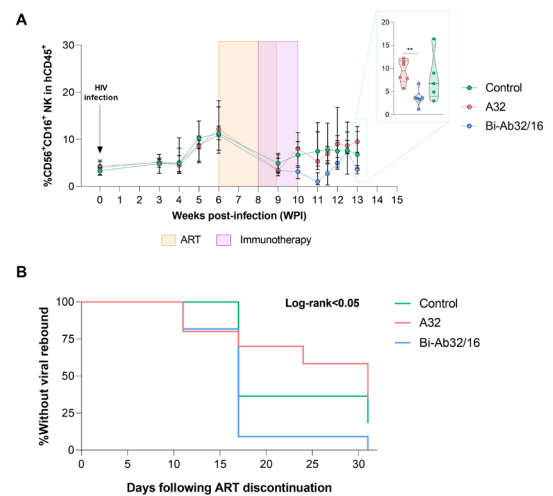 A
%CD56⁺CD16⁺ NK in hCD45⁺
30
20
10
0
HIV
infection
0 1 2 3 4 5 6 7 8 9 10 11 12 13 14 15
Weeks post-infection (WPI)
ART
Immunotherapy
20
15
10
5
0
**
Control
A32
Bi-Ab32/16
B
%Without viral rebound
100
75
50
25
0
Log-rank<0.05
Control
A32
Bi-Ab32/16
0 5 10 15 20 25 30
Days following ART discontinuation